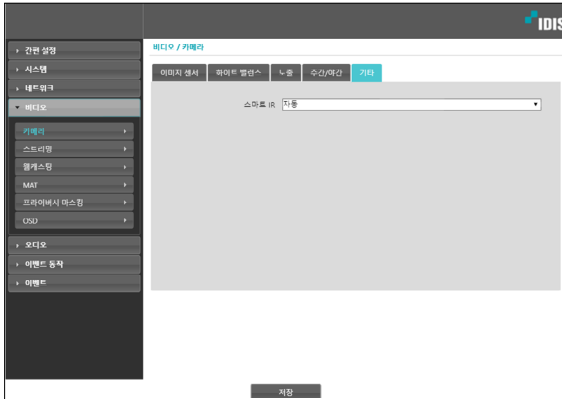 IDIS
간편 설정
시스템
네트워크
비디오
카메라
스트리밍
웹캐스팅
MAT
프라이버시 마스킹
OSD
오디오
이벤트 동작
이벤트
비디오 / 카메라
이미지 센서 화이트 밸런스 노출 주간/야간 기타
스마트 IR 자동
저장